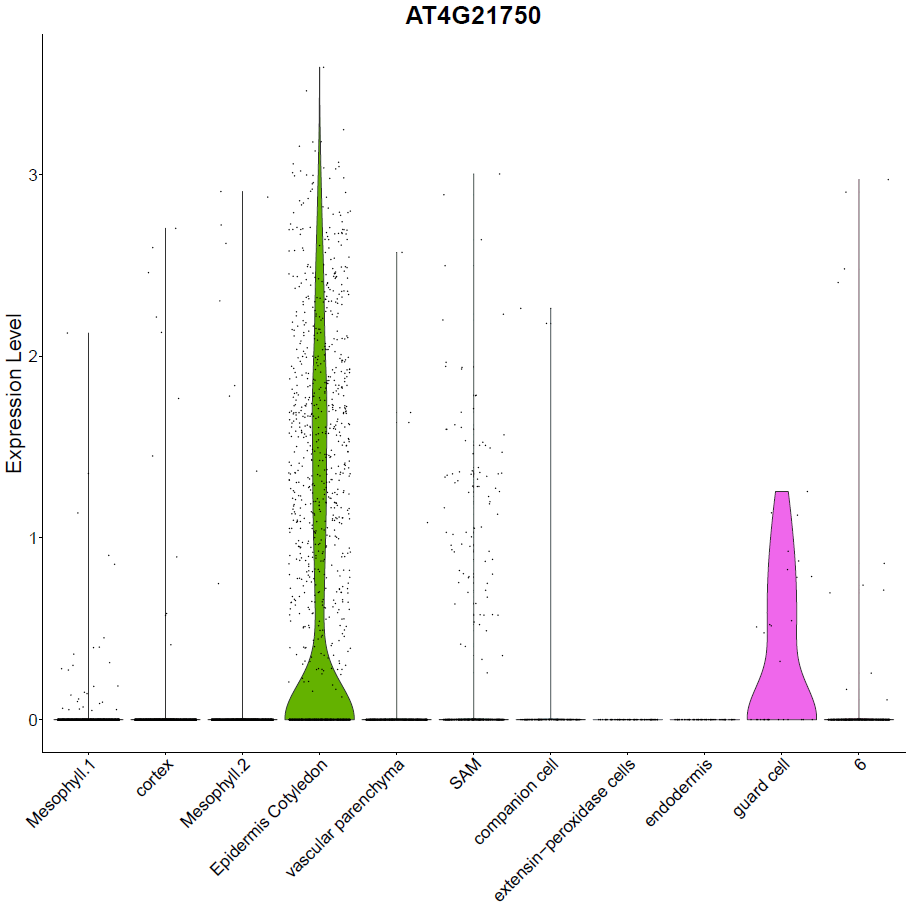 AT4G21750
Expression Level
3
2
1
0
Mesophyll.1
cortex
Mesophyll.2
Epidermis Cotyledon
vascular parenchyma
SAM
companion cell
extensin−peroxidase cells
endodermis
guard cell
6